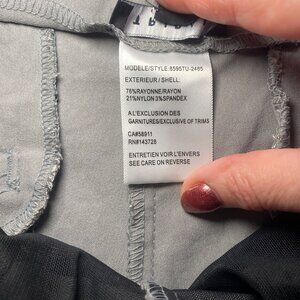 MODELE/STYLE:8595TU-2465
EXTERIEUR/SHELL:
76%RAYONNE/RAYON
21%NYLON 3%SPANDEX
A L'EXCLUSION DES
GARNITURES/EXCLUSIVE OF TRIMS
CA#58911
RN#143728
ENTRETIEN VOIR L'ENVERS
SEE CARE ON REVERSE